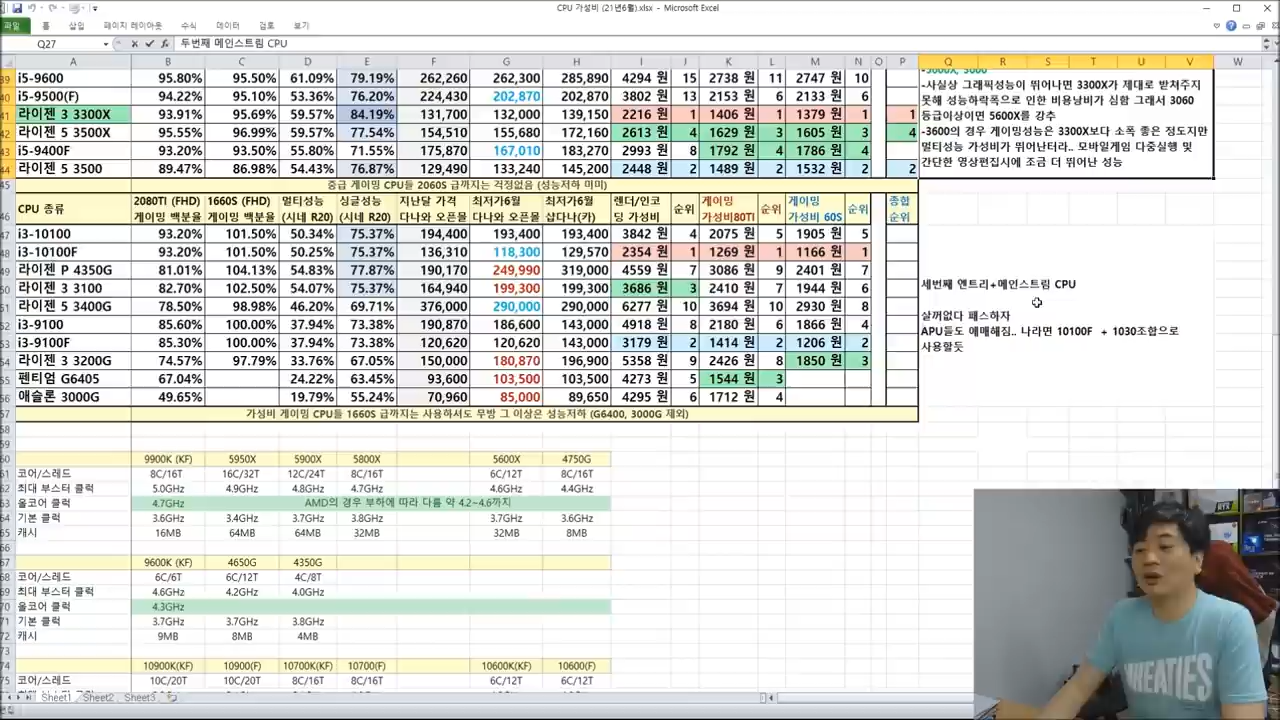 CPU 가성비 (21년6월).xlsx - Microsoft Excel
파일 홈 삽입 페이지 레이아웃 수식 데이터 검토 보기
Q27 fx 두번째 메인스트림 CPU
A B C D E F G H I J K L M N O P Q R S T U V W
39 i5-9600 95.80% 95.50% 61.09% 79.19% 262,260 262,300 285,890 4294 원 15 2738 원 11 2747 원 10
40 i5-9500(F) 94.22% 95.10% 53.36% 76.20% 224,430 202,870 202,870 3802 원 13 2153 원 6 2133 원 6
41 라이젠 3 3300X 95.66% 95.69% 59.57% 84.19% 131,700 132,000 139,150 2216 원 1 1406 원 1 1379 원 1 1
42 라이젠 5 3500X 95.55% 96.99% 59.57% 77.54% 154,510 155,680 172,160 2613 원 4 1629 원 3 1605 원 3 4
43 i5-9400F 93.91% 93.50% 55.80% 71.55% 175,857 167,010 183,270 2993 원 8 1792 원 4 1786 원 4
44 라이젠 5 3500 89.47% 86.98% 54.43% 76.87% 129,490 133,240 145,200 2448 원 2 1489 원 2 1532 원 2 2
-사실상 그래픽성능이 뛰어나면 3300X가 제대로 받쳐주지
못해 성능하락폭으로 인한 비용낭비가 심함 그래서 3060
등급이상이면 5600X를 강추
-3600의 경우 게이밍성능은 3300X보다 소폭 좋은 정도지만
멀티성능 가성비가 뛰어난터라.. 모바일게임 다중실행 및
간단한 영상편집시에 조금 더 뛰어난 성능
45 중급 게이밍 CPU들 2060S 급까지는 걱정없음 (성능저하 미미)
46 CPU 종류 2080TI (FHD) 1660S (FHD) 멀티성능 싱글성능 지난달 가격 최저가6월 최저가6월 렌더/인코 순위 게이밍 순위 게이밍 순위 종합
게이밍 백분율 게이밍 백분율 (시네 R20) (시네 R20) 다나와 오픈몰 다나와 오픈몰 샵다나(카) 딩 가성비 가성비80TI 가성비 60S 순위
47 i3-10100 93.20% 101.50% 50.34% 75.37% 194,400 193,400 193,400 3842 원 4 2075 원 5 1905 원 5
48 i3-10100F 93.20% 101.50% 50.25% 75.37% 136,310 118,300 129,570 2354 원 1 1269 원 1 1166 원 1
49 라이젠 P 4350G 81.01% 104.13% 54.83% 77.87% 190,170 249,990 319,000 4559 원 7 3086 원 9 2401 원 7
50 라이젠 3 3100 82.70% 102.70% 54.07% 75.37% 164,940 199,300 199,300 3686 원 3 2410 원 7 1944 원 6
51 라이젠 5 3400G 78.50% 98.98% 46.20% 69.71% 376,000 290,000 291,000 6277 원 10 3694 원 10 2930 원 8
52 i3-9100 85.60% 100.00% 37.94% 73.38% 190,870 186,600 143,000 4918 원 8 2180 원 6 1866 원 4
53 i3-9100F 85.30% 100.00% 37.94% 73.38% 120,620 120,620 143,000 3179 원 2 1414 원 2 1206 원 2
54 라이젠 3 3200G 74.57% 97.79% 33.76% 67.05% 150,000 180,870 196,900 5358 원 9 2426 원 8 1850 원 3
55 펜티엄 G6405 67.04% 24.22% 63.45% 93,600 103,500 103,500 4273 원 5 1544 원 3
56 애슬론 3000G 49.65% 19.79% 55.24% 70,960 85,000 89,650 4295 원 6 1712 원 4
57 가성비 게이밍 CPU들 1660S 급까지는 사용하셔도 무방 그 이상은 성능저하 (G6400, 3000G 제외)
세번째 엔트리+메인스트림 CPU
살꺼없다 패스하자
APU들도 애매해짐.. 나라면 10100F + 1030조합으로
사용할듯
58
59
60 9900K (KF) 5950X 5900X 5800X 5600X 4750G
61 코어/스레드 8C/16T 16C/32T 12C/24T 8C/16T 6C/12T 8C/16T
62 최대 부스터 클럭 5.0GHz 4.9GHz 4.8GHz 4.7GHz 4.6GHz 4.4GHz
63 올코어 클럭 4.7GHz AMD의 경우 부하에 따라 다름 약 4.2~4.6까지
64 기본 클럭 3.6GHz 3.4GHz 3.7GHz 3.8GHz 3.7GHz 3.6GHz
65 캐시 16MB 64MB 64MB 32MB 32MB 8MB
66
67 9600K (KF) 4650G 4350G
68 코어/스레드 6C/6T 6C/12T 4C/8T
69 최대 부스터 클럭 4.6GHz 4.2GHz 4.0GHz
70 올코어 클럭 4.3GHz
71 기본 클럭 3.7GHz 3.7GHz 3.8GHz
72 캐시 9MB 8MB 4MB
73
74 10900K(KF) 10900(F) 10700K(KF) 10700(F) 10600K(KF) 10600(F)
75 코어/스레드 10C/20T 10C/20T 8C/16T 8C/16T 6C/12T 6C/12T
Sheet1 Sheet2 Sheet3
WHEATIES